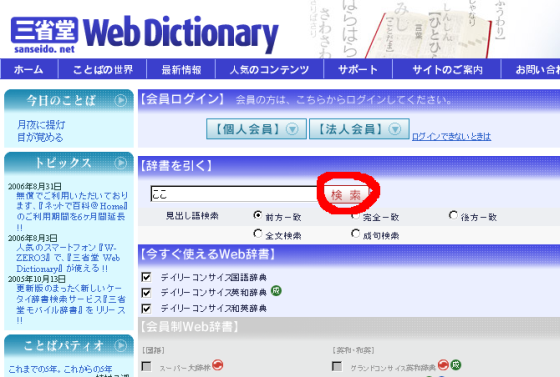 三省堂 Web Dictionary
sanseido.net
ホーム ことばの世界 最新情報 人気のコンテンツ サポート サイトのご案内 お問い合わ
今日のことば
月夜に提灯
目が覚める
トピックス
2006年8月31日
無償でご利用いただいております、『ネットで百科@Home』のご利用期間を6ヶ月間延長!!
2006年8月3日
人気のスマートフォン『W-ZERO3』で、『三省堂 Web Dictionary』が使える!!
2005年10月13日
更新版のまったく新しいケータイ辞書検索サービス『三省堂モバイル辞書』をリリース!!
ことばパティオ
これまでの5年。これからの5年
【会員ログイン】 会員の方は、こちらからログインしてください。
【個人会員】 【法人会員】 ログインできないときは
【辞書を引く】
ここ 検索
見出し語検索 前方一致 完全一致 後方一致
全文検索 成句検索
【今すぐ使えるWeb辞書】
デイリーコンサイス国語辞典
デイリーコンサイス英和辞典 成
デイリーコンサイス和英辞典
【会員制Web辞書】
【国語】 【英和・和英】
スーパー大辞林 グランドコンサイス英和辞典 成